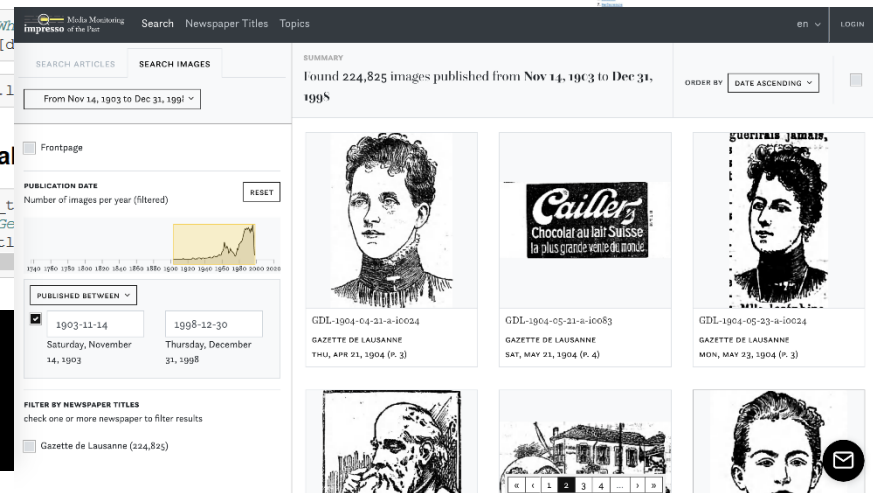 impresso
Media Monitoring
of the Past
Search
Newspaper Titles
Topics
en
LOGIN
SEARCH ARTICLES
SEARCH IMAGES
From Nov 14, 1903 to Dec 31, 1998
Frontpage
PUBLICATION DATE
Number of images per year (filtered)
RESET
1740 1760 1780 1800 1820 1840 1860 1880 1900 1920 1940 1960 1980 2000 2020
PUBLISHED BETWEEN
1903-11-14
1998-12-30
Saturday, November
14, 1903
Thursday, December
31, 1998
FILTER BY NEWSPAPER TITLES
check one or more newspaper to filter results
Gazette de Lausanne (224,825)
SUMMARY
Found 224,825 images published from Nov 14, 1903 to Dec 31,
1998
ORDER BY
DATE ASCENDING
GDL-1904-04-21-a-i0024
GAZETTE DE LAUSANNE
THU, APR 21, 1904 (P. 3)
Cailler
Chocolat au lait Suisse
la plus grande vente du monde
GDL-1904-05-21-a-i0083
GAZETTE DE LAUSANNE
SAT, MAY 21, 1904 (P. 4)
guérirais jamais,
GDL-1904-05-23-a-i0024
GAZETTE DE LAUSANNE
MON, MAY 23, 1904 (P. 3)
« ‹ 1 2 3 4 ... › »